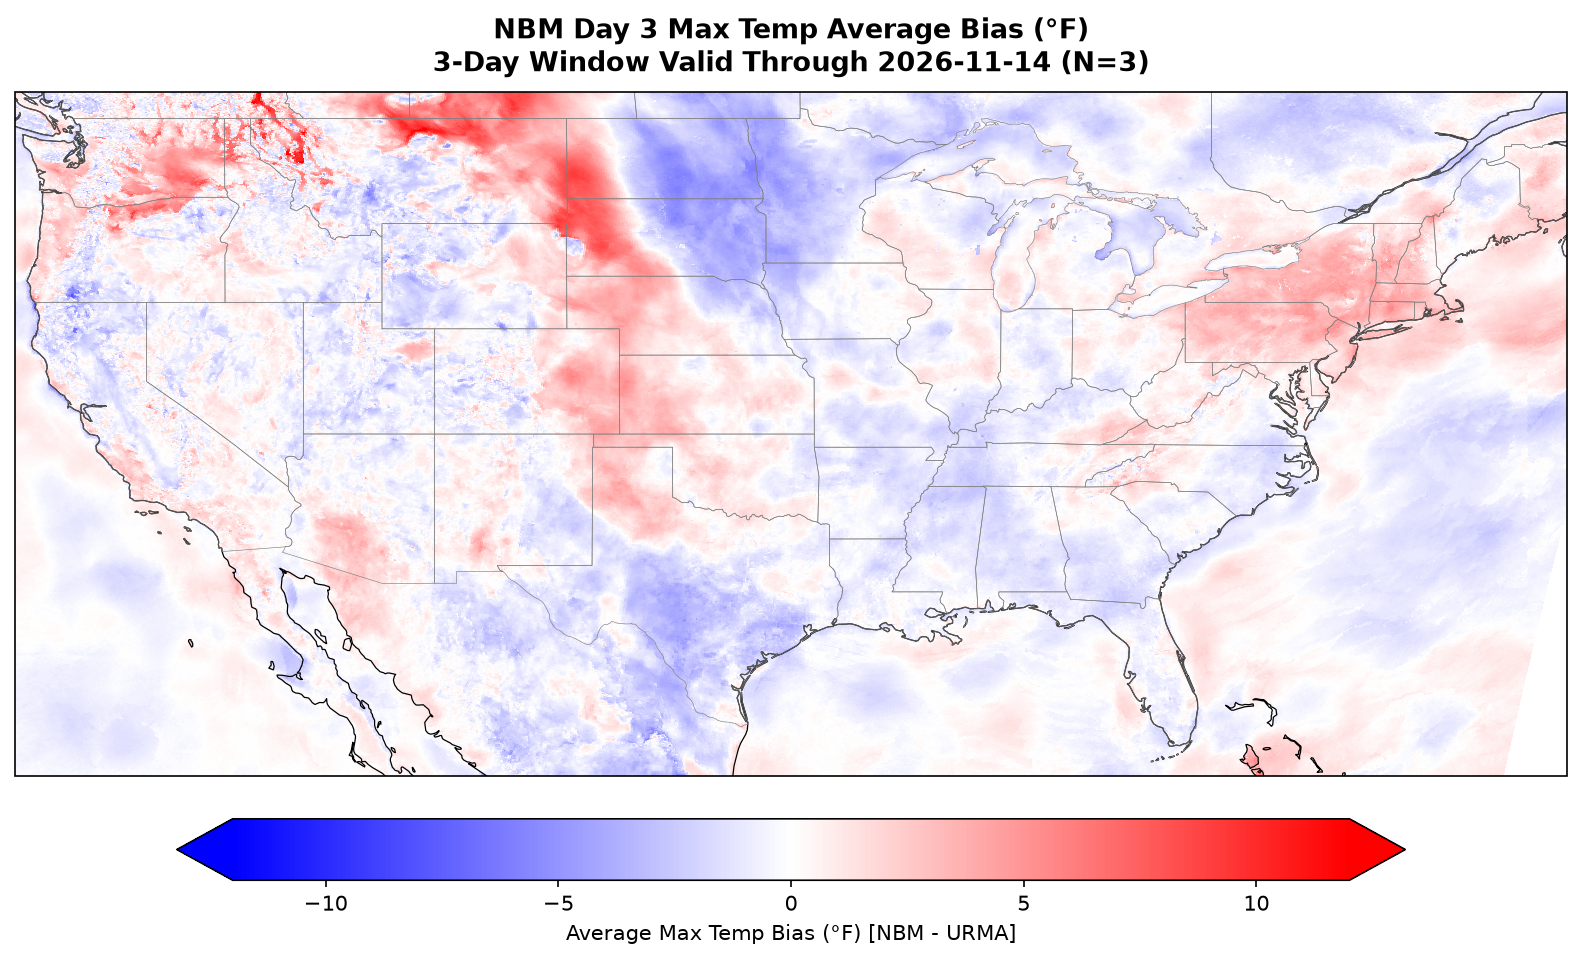 NBM Day 3 Max Temp Average Bias (°F)
3-Day Window Valid Through 2026-11-14 (N=3)
−10 −5 0 5 10
Average Max Temp Bias (°F) [NBM - URMA]